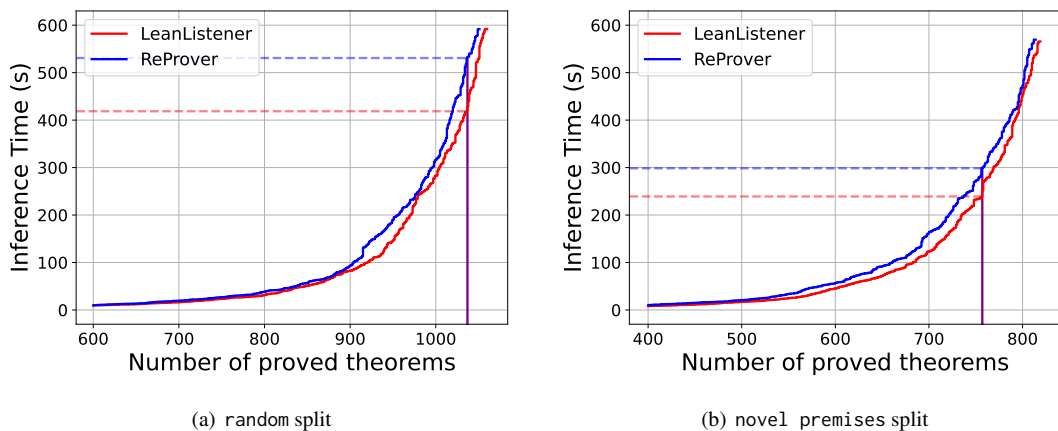 600
500
400
300
200
100
0
Inference Time (s)
LeanListener
ReProver
600 700 800 900 1000
Number of proved theorems
(a) random split
600
500
400
300
200
100
0
Inference Time (s)
LeanListener
ReProver
400 500 600 700 800
Number of proved theorems
(b) novel premises split